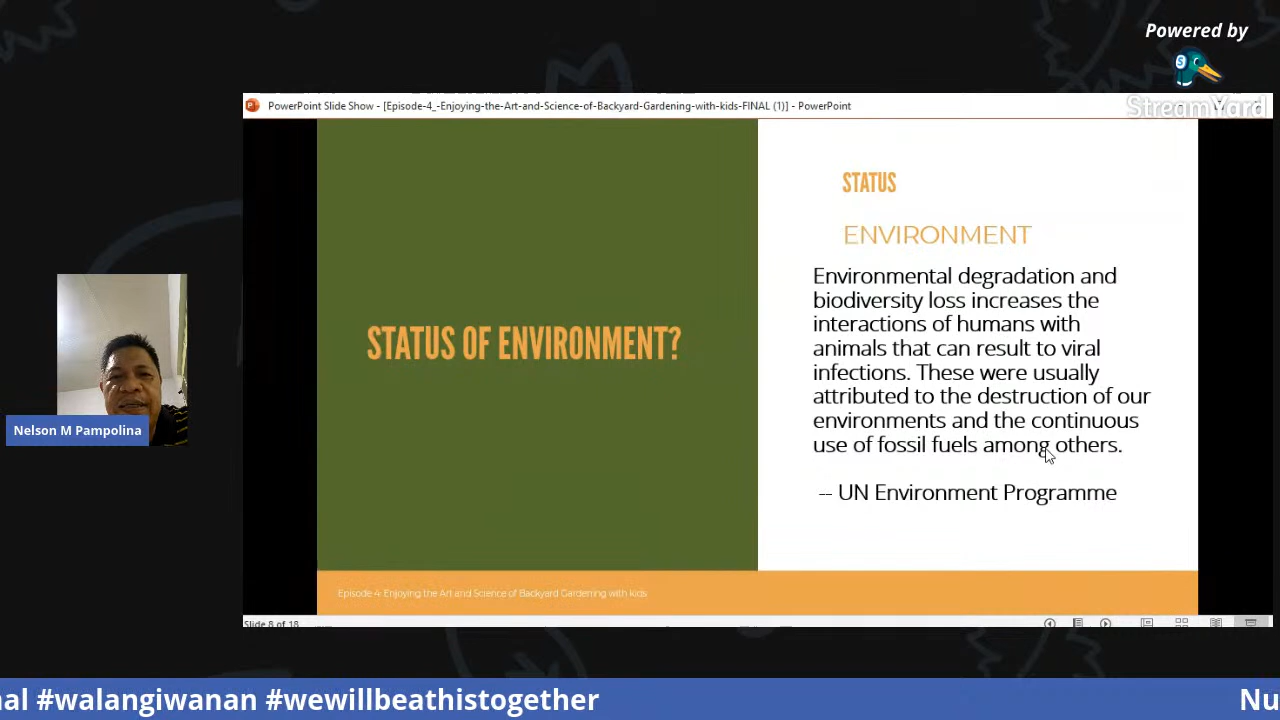 Powered by
StreamYard
PowerPoint Slide Show - [Episode-4_-Enjoying-the-Art-and-Science-of-Backyard-Gardening-with-kids-FINAL (1)] - PowerPoint
STATUS OF ENVIRONMENT?
STATUS
ENVIRONMENT
Environmental degradation and
biodiversity loss increases the
interactions of humans with
animals that can result to viral
infections. These were usually
attributed to the destruction of our
environments and the continuous
use of fossil fuels among others.
-- UN Environment Programme
Episode 4: Enjoying the Art and Science of Backyard Gardening with kids
Slide 8 of 18
Nelson M Pampolina
nal #walangiwanan #wewillbeathistogether
Nu